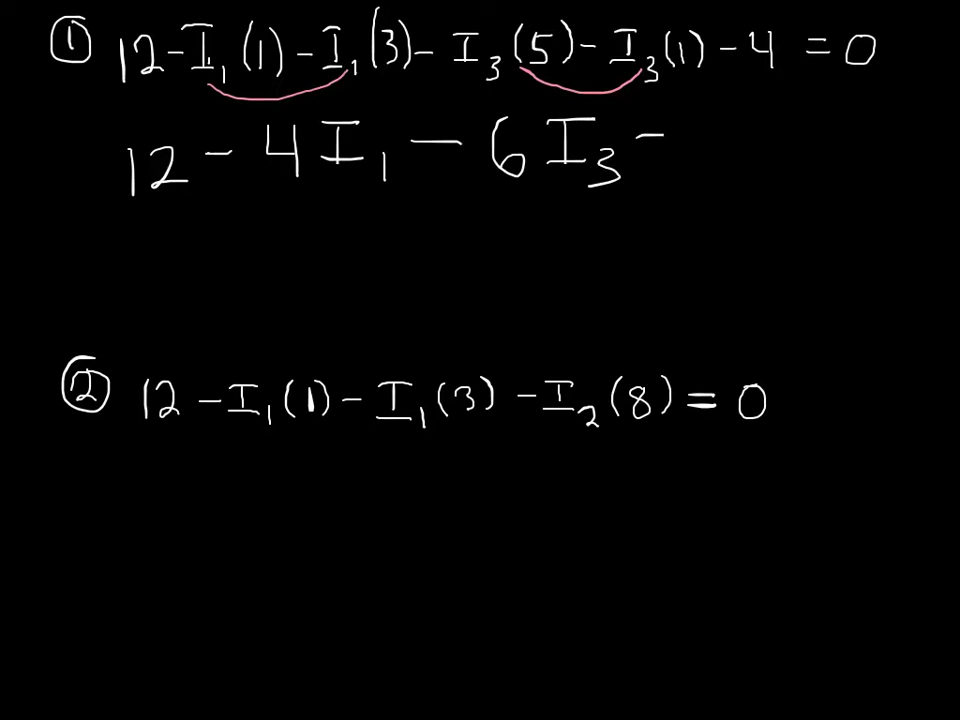 ① 12-I₁(1)-I₁(3)-I₃(5)-I₃(1)-4=0
12-4I₁-6I₃-
② 12-I₁(1)-I₁(3)-I₂(8)=0